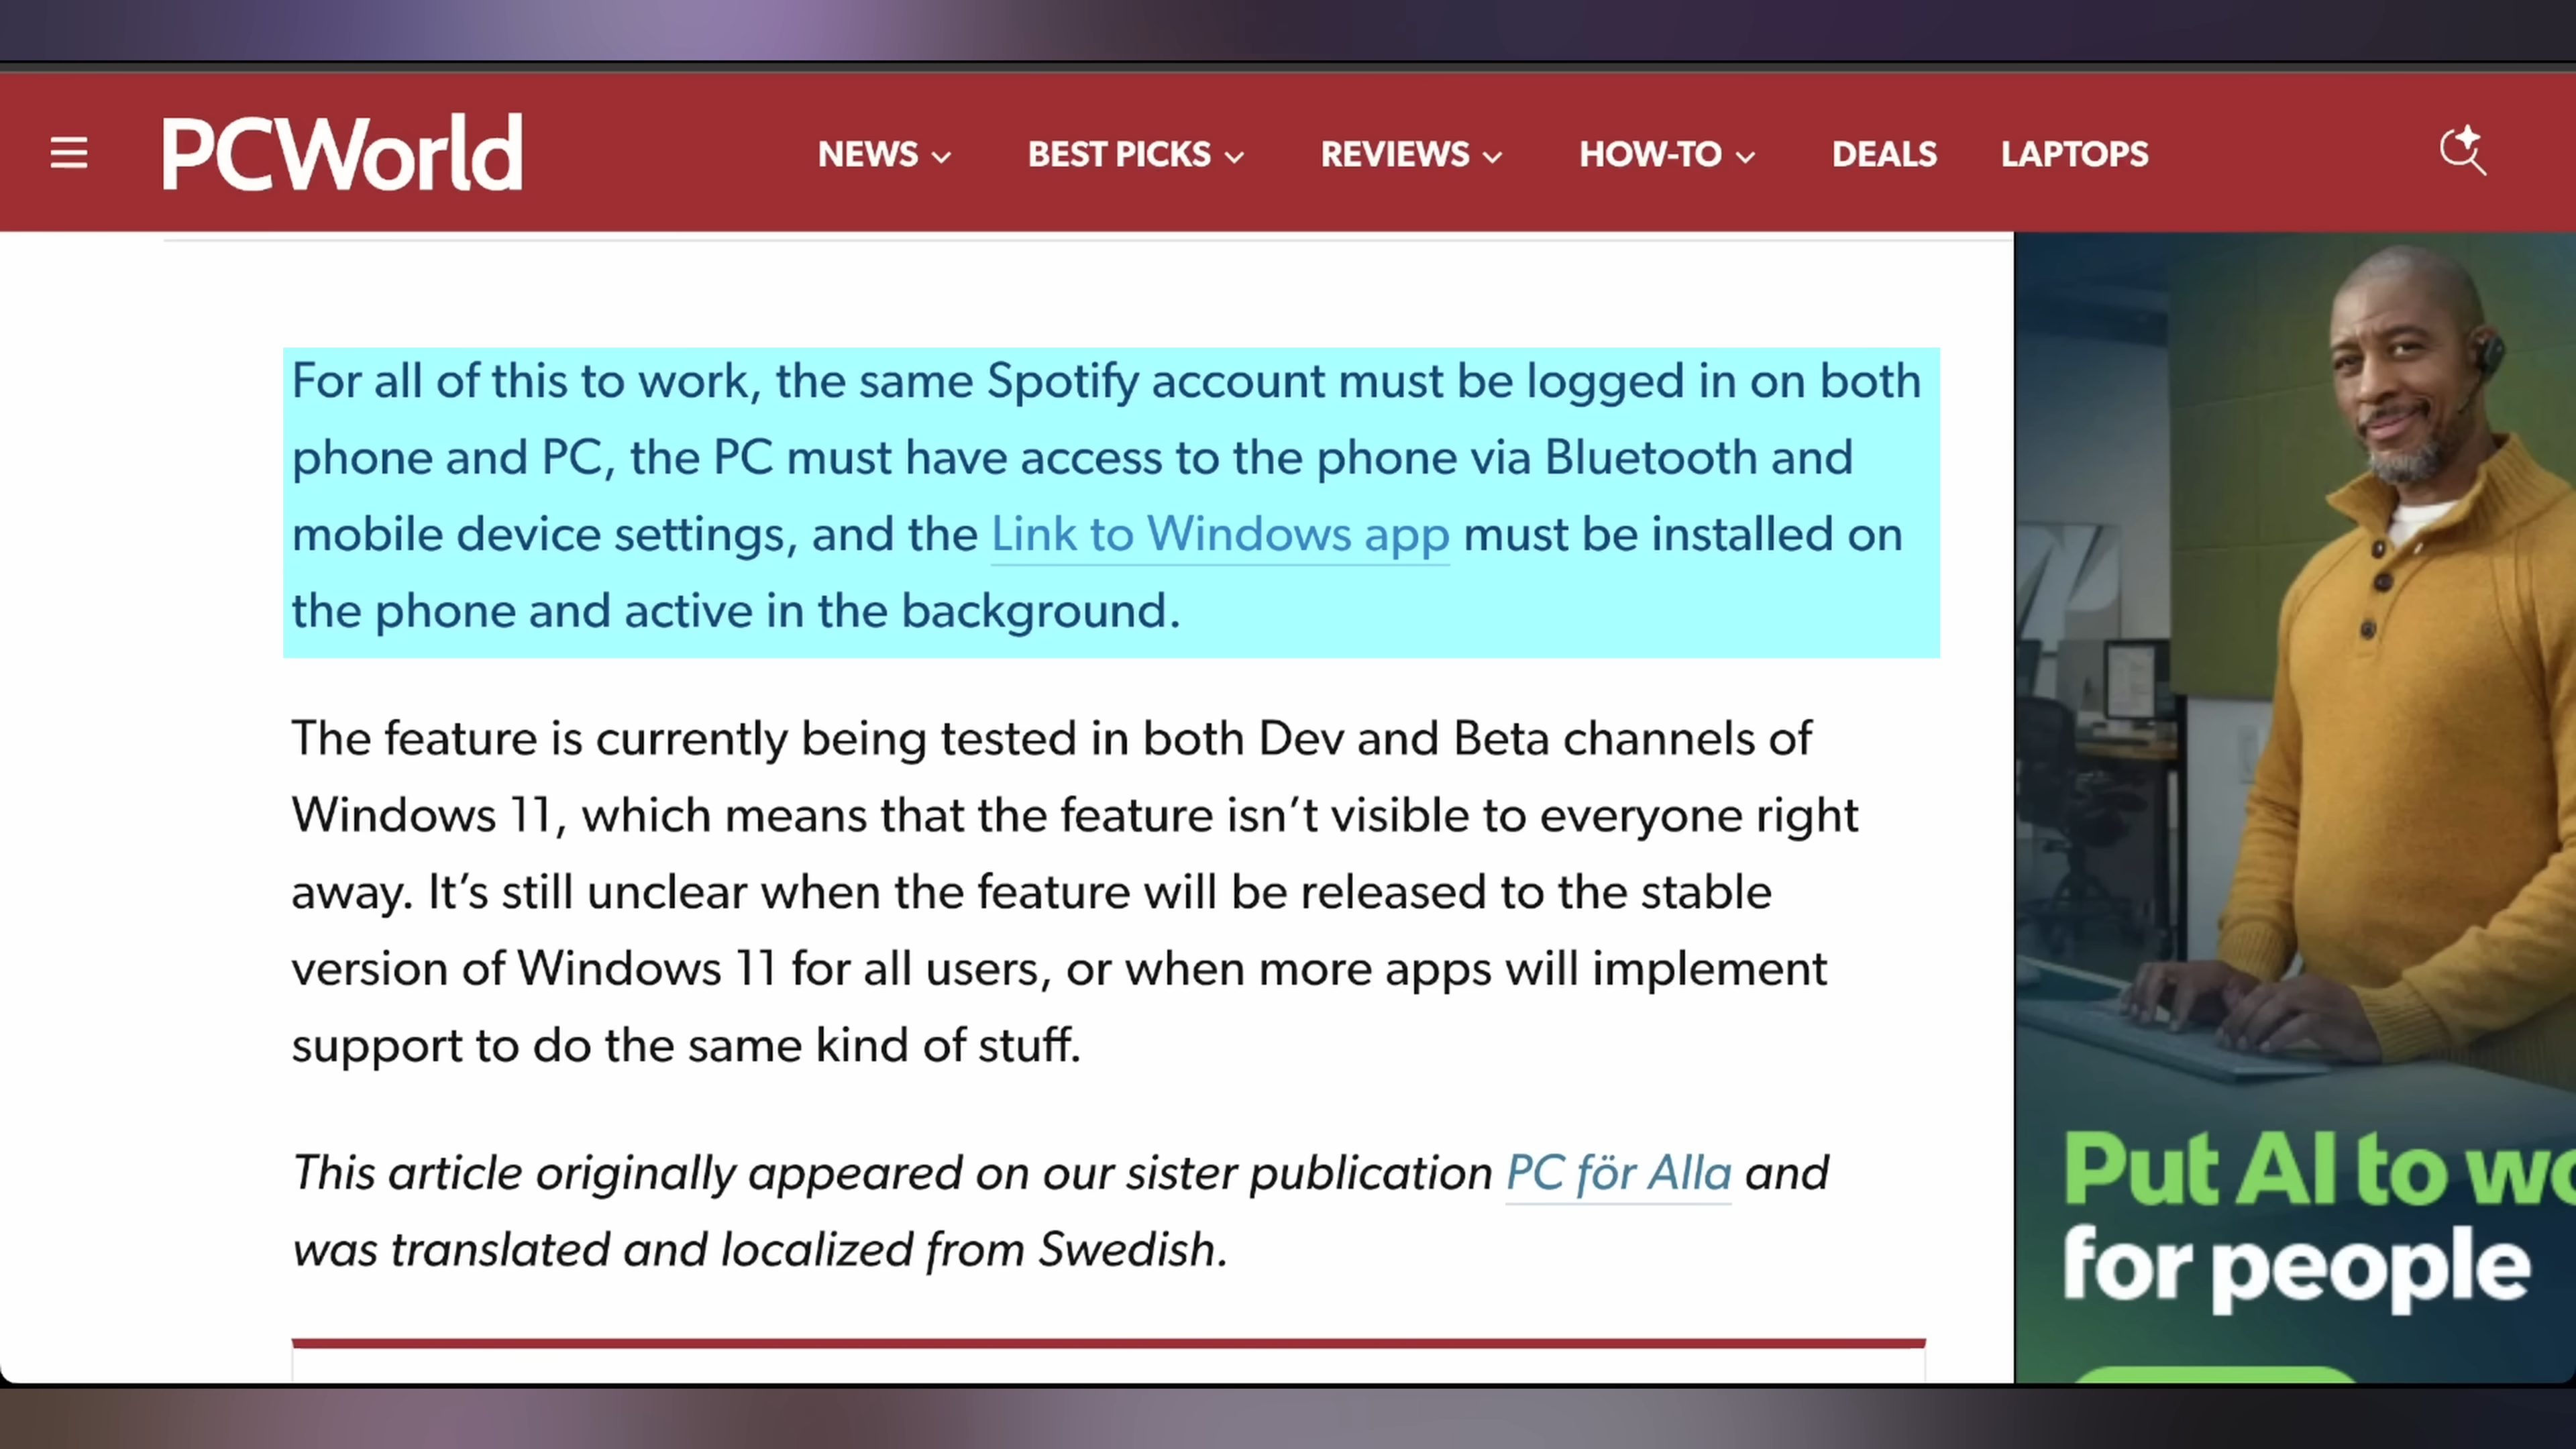 PCWorld
NEWS
BEST PICKS
REVIEWS
HOW-TO
DEALS
LAPTOPS
For all of this to work, the same Spotify account must be logged in on both
phone and PC, the PC must have access to the phone via Bluetooth and
mobile device settings, and the Link to Windows app must be installed on
the phone and active in the background.
The feature is currently being tested in both Dev and Beta channels of
Windows 11, which means that the feature isn’t visible to everyone right
away. It’s still unclear when the feature will be released to the stable
version of Windows 11 for all users, or when more apps will implement
support to do the same kind of stuff.
This article originally appeared on our sister publication PC för Alla and
was translated and localized from Swedish.
Put AI to wo
for people